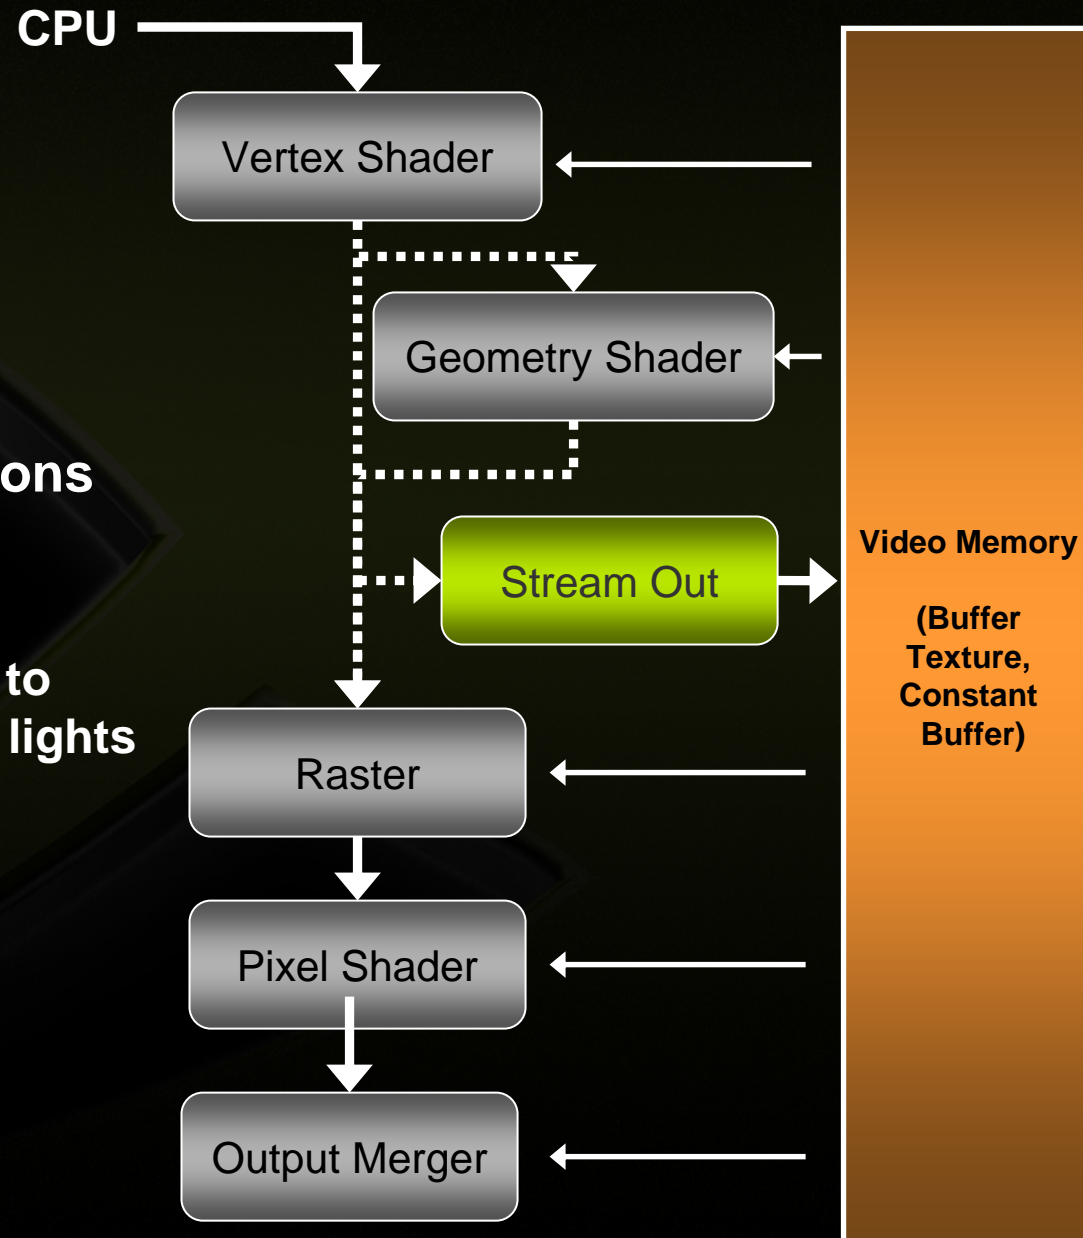 CPU
Vertex Shader
Geometry Shader
ons
Stream Out
to
lights
Raster
Pixel Shader
Output Merger
Video Memory
(Buffer
Texture,
Constant
Buffer)